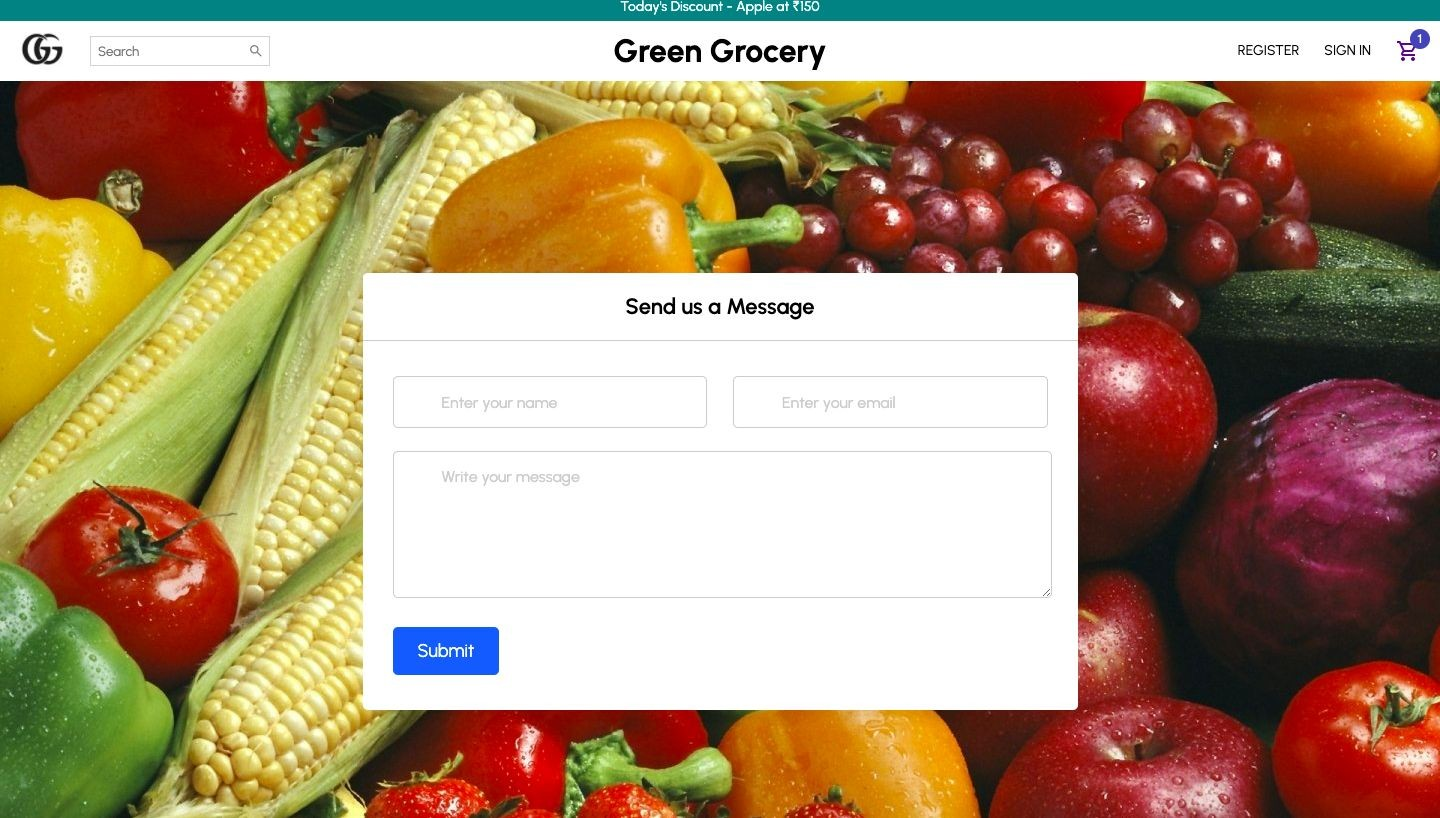 Today's Discount - Apple at ₹150
GG
Search
Green Grocery
REGISTER
SIGN IN
1
Send us a Message
Enter your name
Enter your email
Write your message
Submit